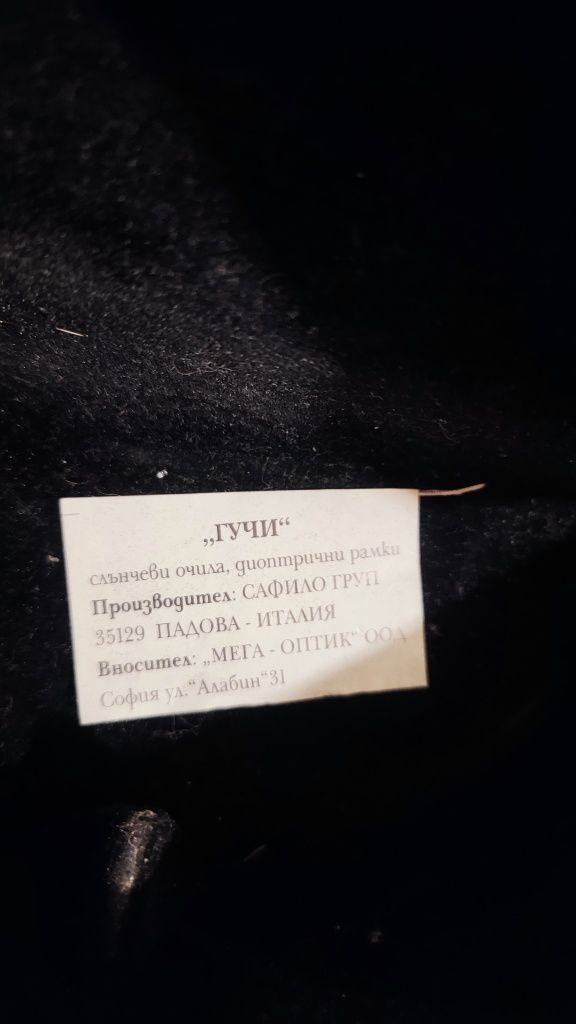 „ГУЧИ“
слънчеви очила, диоптрични рамки
Производител: САФИЛО ГРУП
35129 ПАДОВА - ИТАЛИЯ
Вносител: „МЕГА - ОПТИК“ ООД
София ул.“Алабин“31